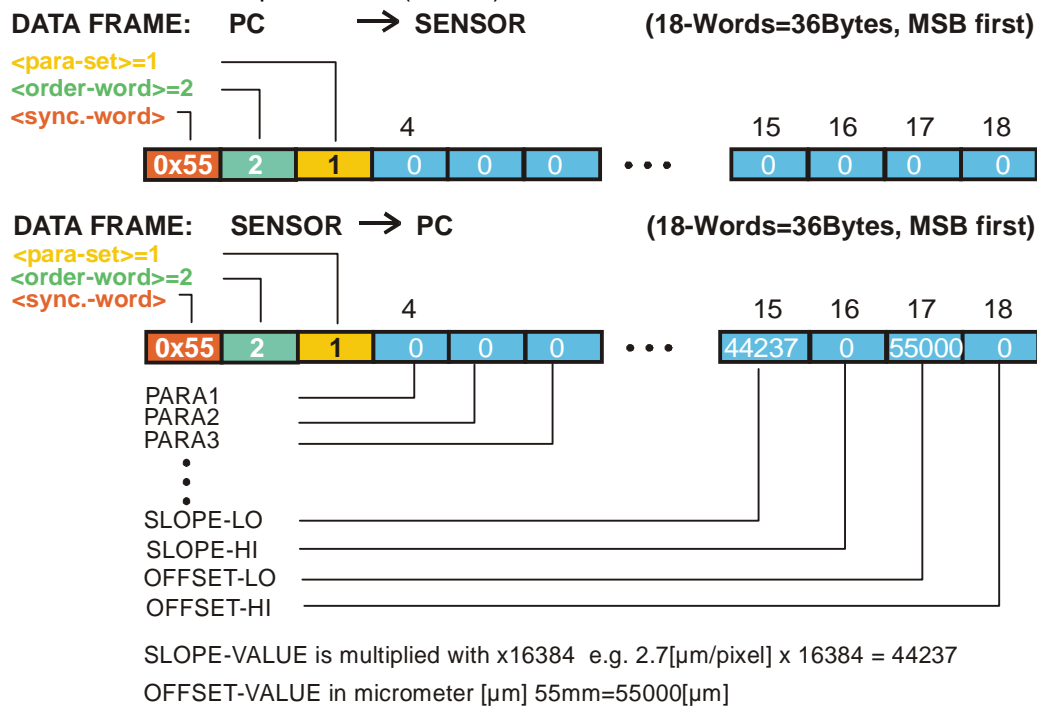 DATA FRAME: PC → SENSOR (18-Words=36Bytes, MSB first)
<para-set>=1
<order-word>=2
<sync.-word>
4 15 16 17 18
0x55 2 1 0 0 0 • • • 0 0 0 0
DATA FRAME: SENSOR → PC (18-Words=36Bytes, MSB first)
<para-set>=1
<order-word>=2
<sync.-word>
4 15 16 17 18
0x55 2 1 0 0 0 • • • 44237 0 55000 0
PARA1
PARA2
PARA3
SLOPE-LO
SLOPE-HI
OFFSET-LO
OFFSET-HI
SLOPE-VALUE is multiplied with x16384 e.g. 2.7[µm/pixel] x 16384 = 44237
OFFSET-VALUE in micrometer [µm] 55mm=55000[µm]